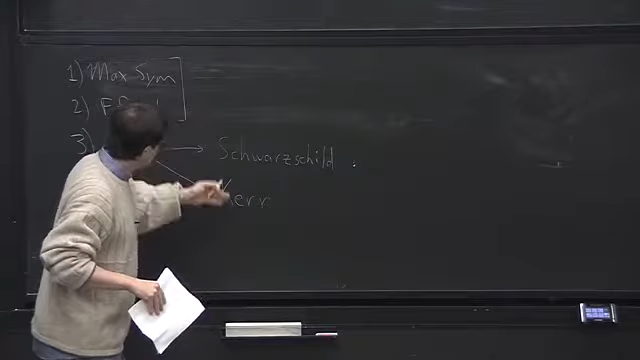 1) Max Sym
2)
3) → Schwarzschild .
Kerr